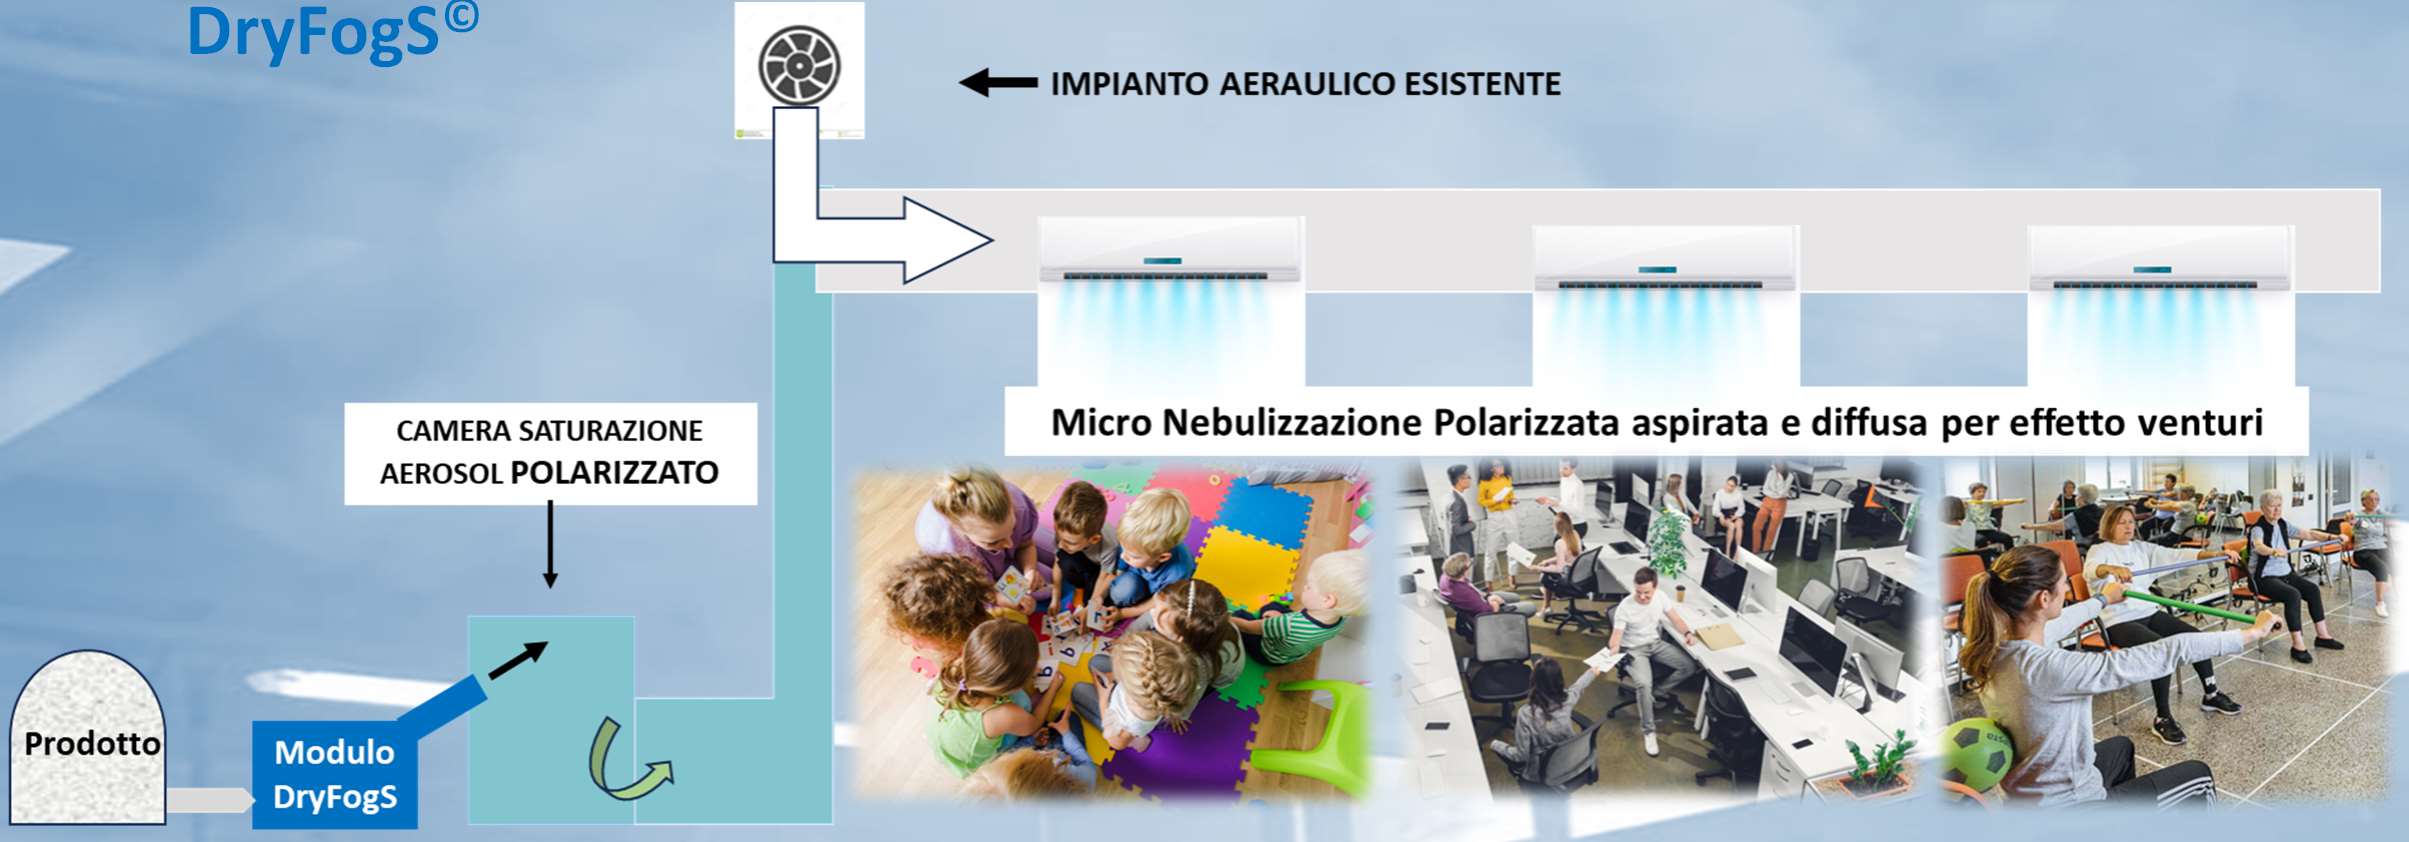 DryFogS©
IMPIANTO AERAULICO ESISTENTE
Micro Nebulizzazione Polarizzata aspirata e diffusa per effetto venturi
CAMERA SATURAZIONE
AEROSOL POLARIZZATO
Prodotto
Modulo
DryFogS